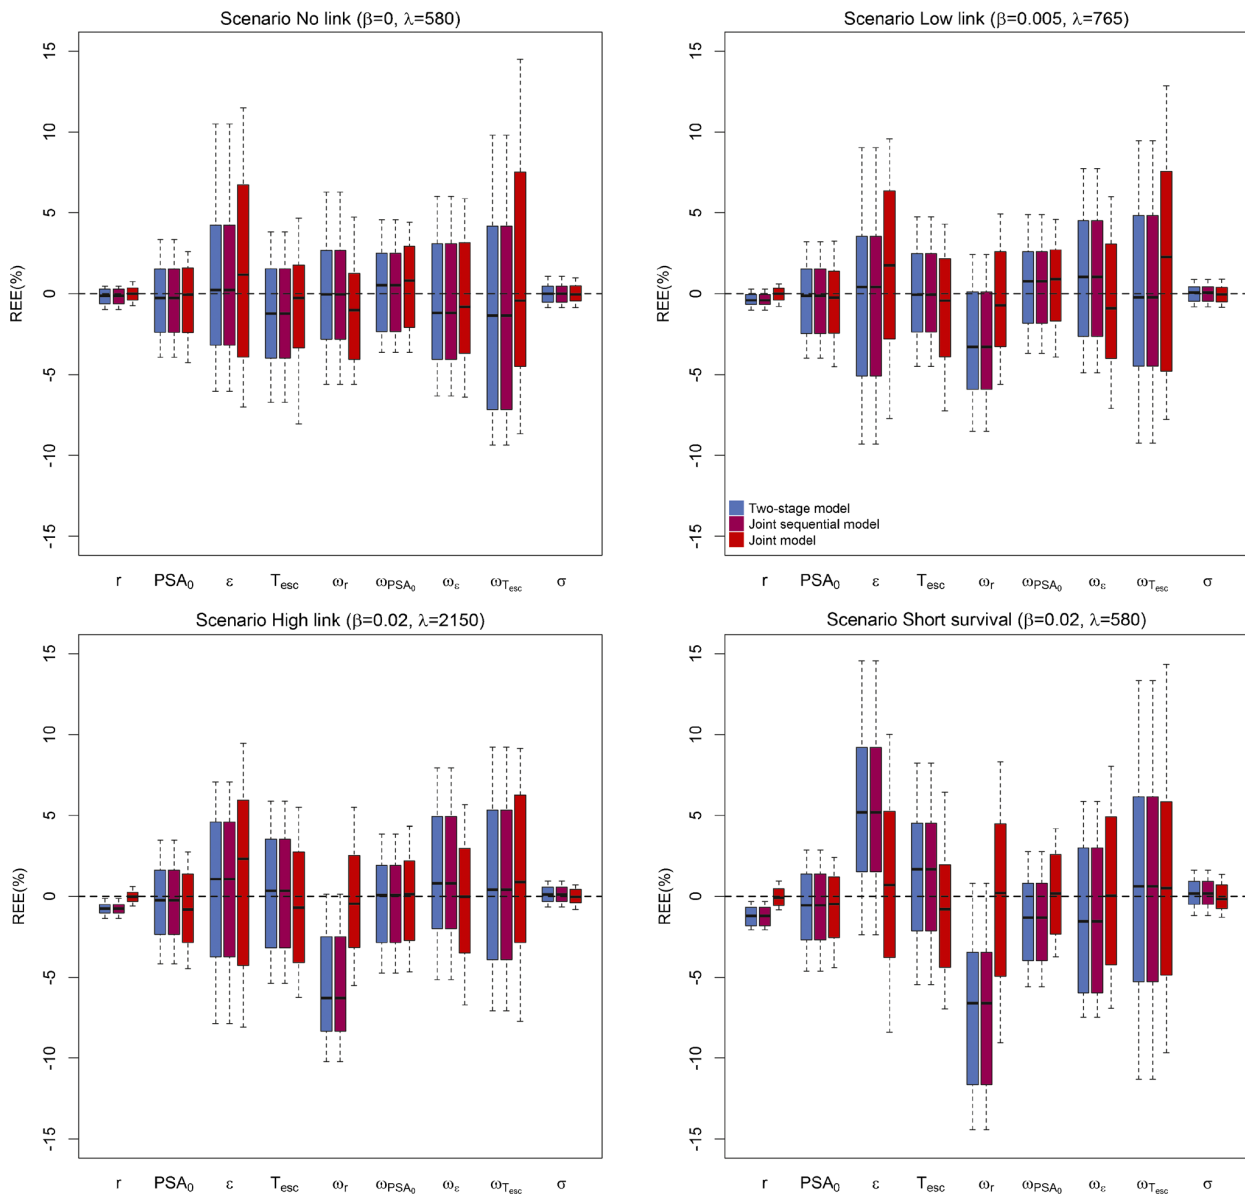 Scenario No link (β=0, λ=580)
REE(%)
15
10
5
0
-5
-10
-15
r PSA₀ ε Tesc ωr ωPSA₀ ωε ωTesc σ
Scenario Low link (β=0.005, λ=765)
REE(%)
15
10
5
0
-5
-10
-15
Two-stage model
Joint sequential model
Joint model
r PSA₀ ε Tesc ωr ωPSA₀ ωε ωTesc σ
Scenario High link (β=0.02, λ=2150)
REE(%)
15
10
5
0
-5
-10
-15
r PSA₀ ε Tesc ωr ωPSA₀ ωε ωTesc σ
Scenario Short survival (β=0.02, λ=580)
REE(%)
15
10
5
0
-5
-10
-15
r PSA₀ ε Tesc ωr ωPSA₀ ωε ωTesc σ